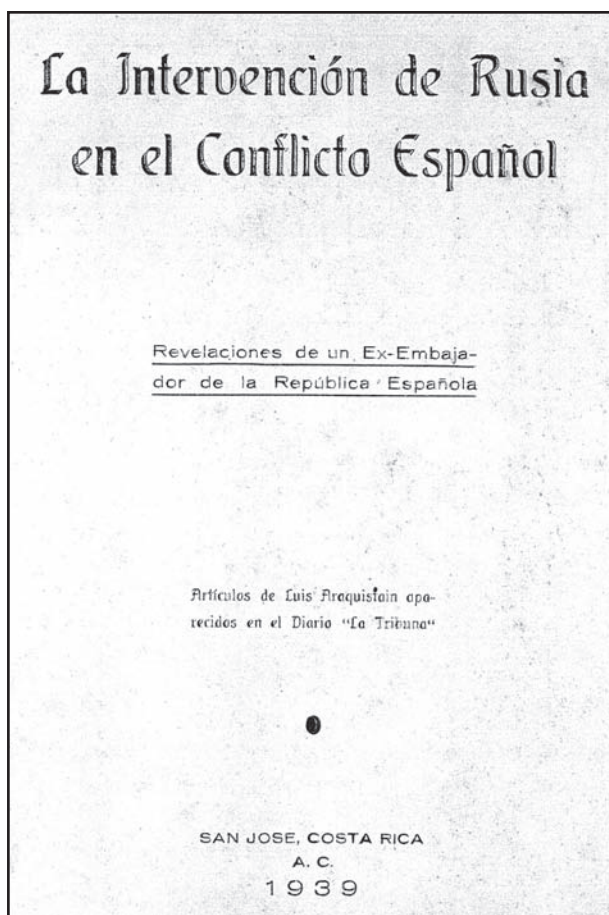 La Intervención de Rusia
en el Conflicto Español
Revelaciones de un Ex-Embaja-
dor de la República Española
Artículos de Luis Araquistain apa-
recidos en el Diario "La Tribuna"
SAN JOSE, COSTA RICA
A. C.
1939